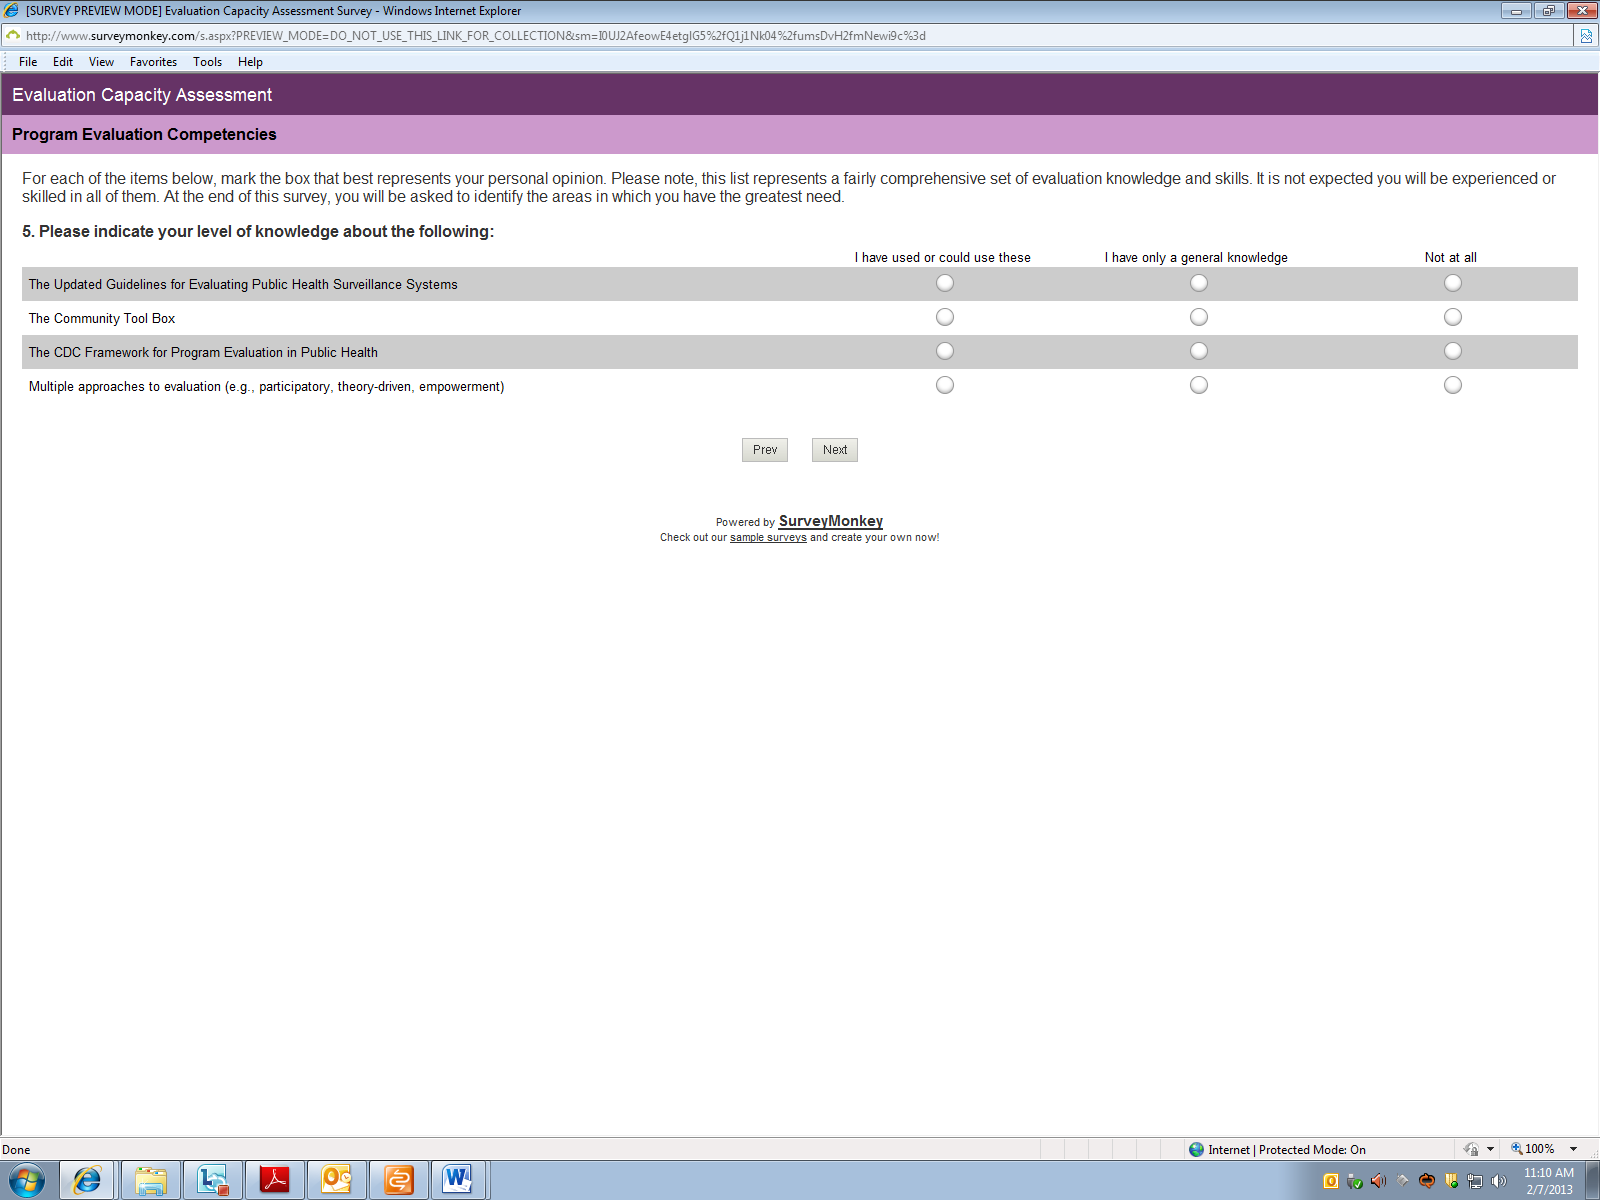 [SURVEY PREVIEW MODE] Evaluation Capacity Assessment Survey - Windows Internet Explorer
http://www.surveymonkey.com/s.aspx?PREVIEW_MODE=DO_NOT_USE_THIS_LINK_FOR_COLLECTION&sm=I0UJ2AfeowE4etgIG5%2fQ1j1Nk04%2fumsDvH2fmNewi9c%3d
File Edit View Favorites Tools Help
Evaluation Capacity Assessment
Program Evaluation Competencies
For each of the items below, mark the box that best represents your personal opinion. Please note, this list represents a fairly comprehensive set of evaluation knowledge and skills. It is not expected you will be experienced or
skilled in all of them. At the end of this survey, you will be asked to identify the areas in which you have the greatest need.
5. Please indicate your level of knowledge about the following:
I have used or could use these I have only a general knowledge Not at all
The Updated Guidelines for Evaluating Public Health Surveillance Systems
The Community Tool Box
The CDC Framework for Program Evaluation in Public Health
Multiple approaches to evaluation (e.g., participatory, theory-driven, empowerment)
Prev Next
Powered by SurveyMonkey
Check out our sample surveys and create your own now!
Done Internet | Protected Mode: On 100%
11:10 AM
2/7/2013